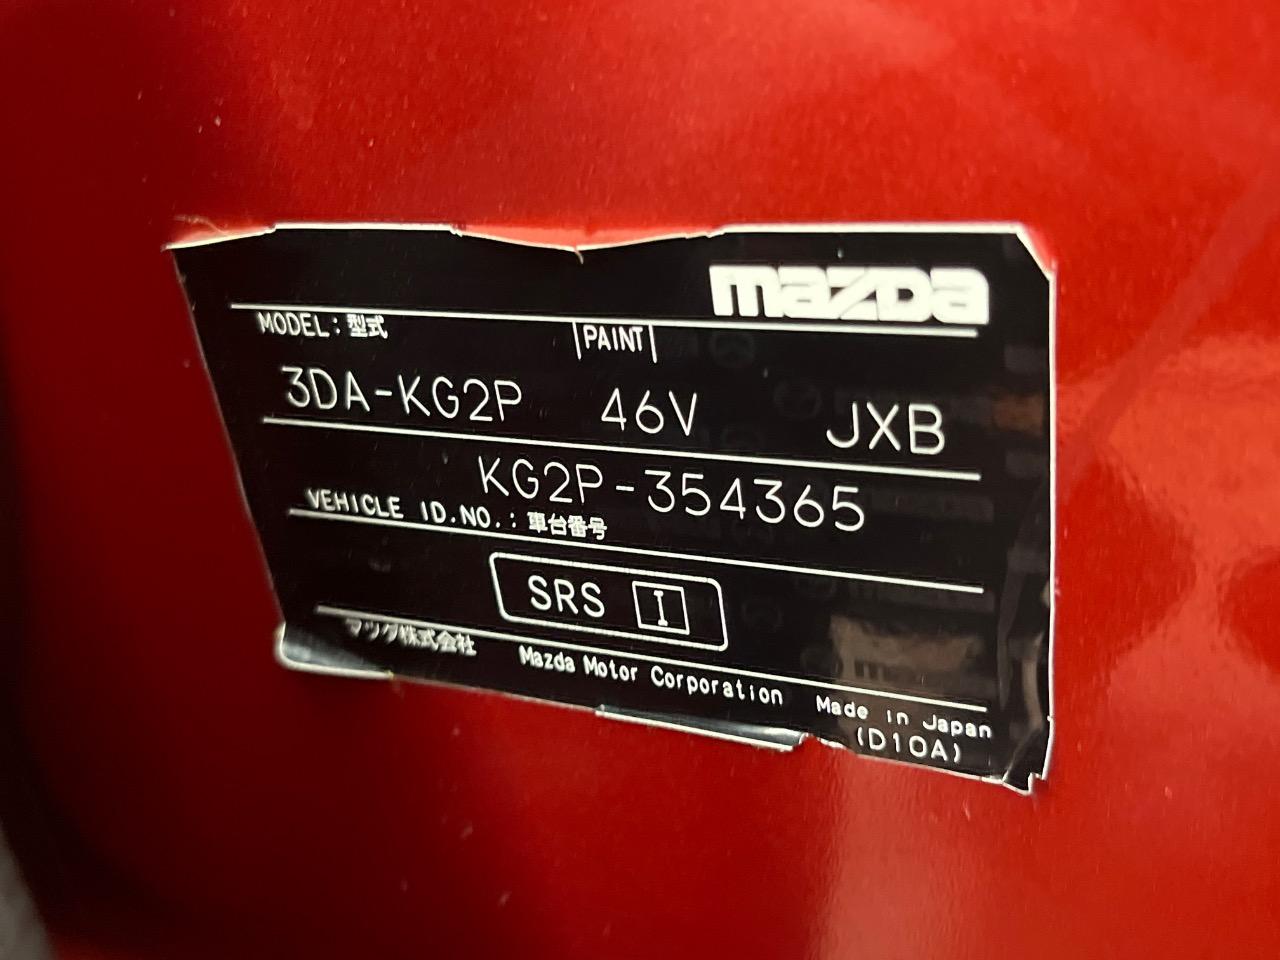 mazda
MODEL : 型式 PAINT
3DA-KG2P 46V JXB
KG2P-354365
VEHICLE ID.NO. : 車台番号
SRS I
マツダ株式会社 Mazda Motor Corporation Made in Japan
(D10A)